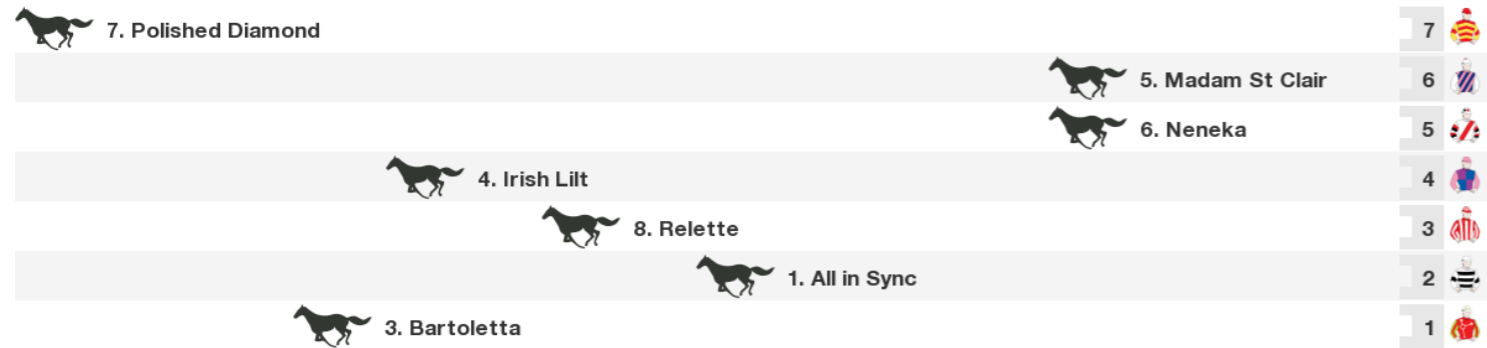 7. Polished Diamond 7
5. Madam St Clair 6
6. Neneka 5
4. Irish Lilt 4
8. Relette 3
1. All in Sync 2
3. Bartoletta 1